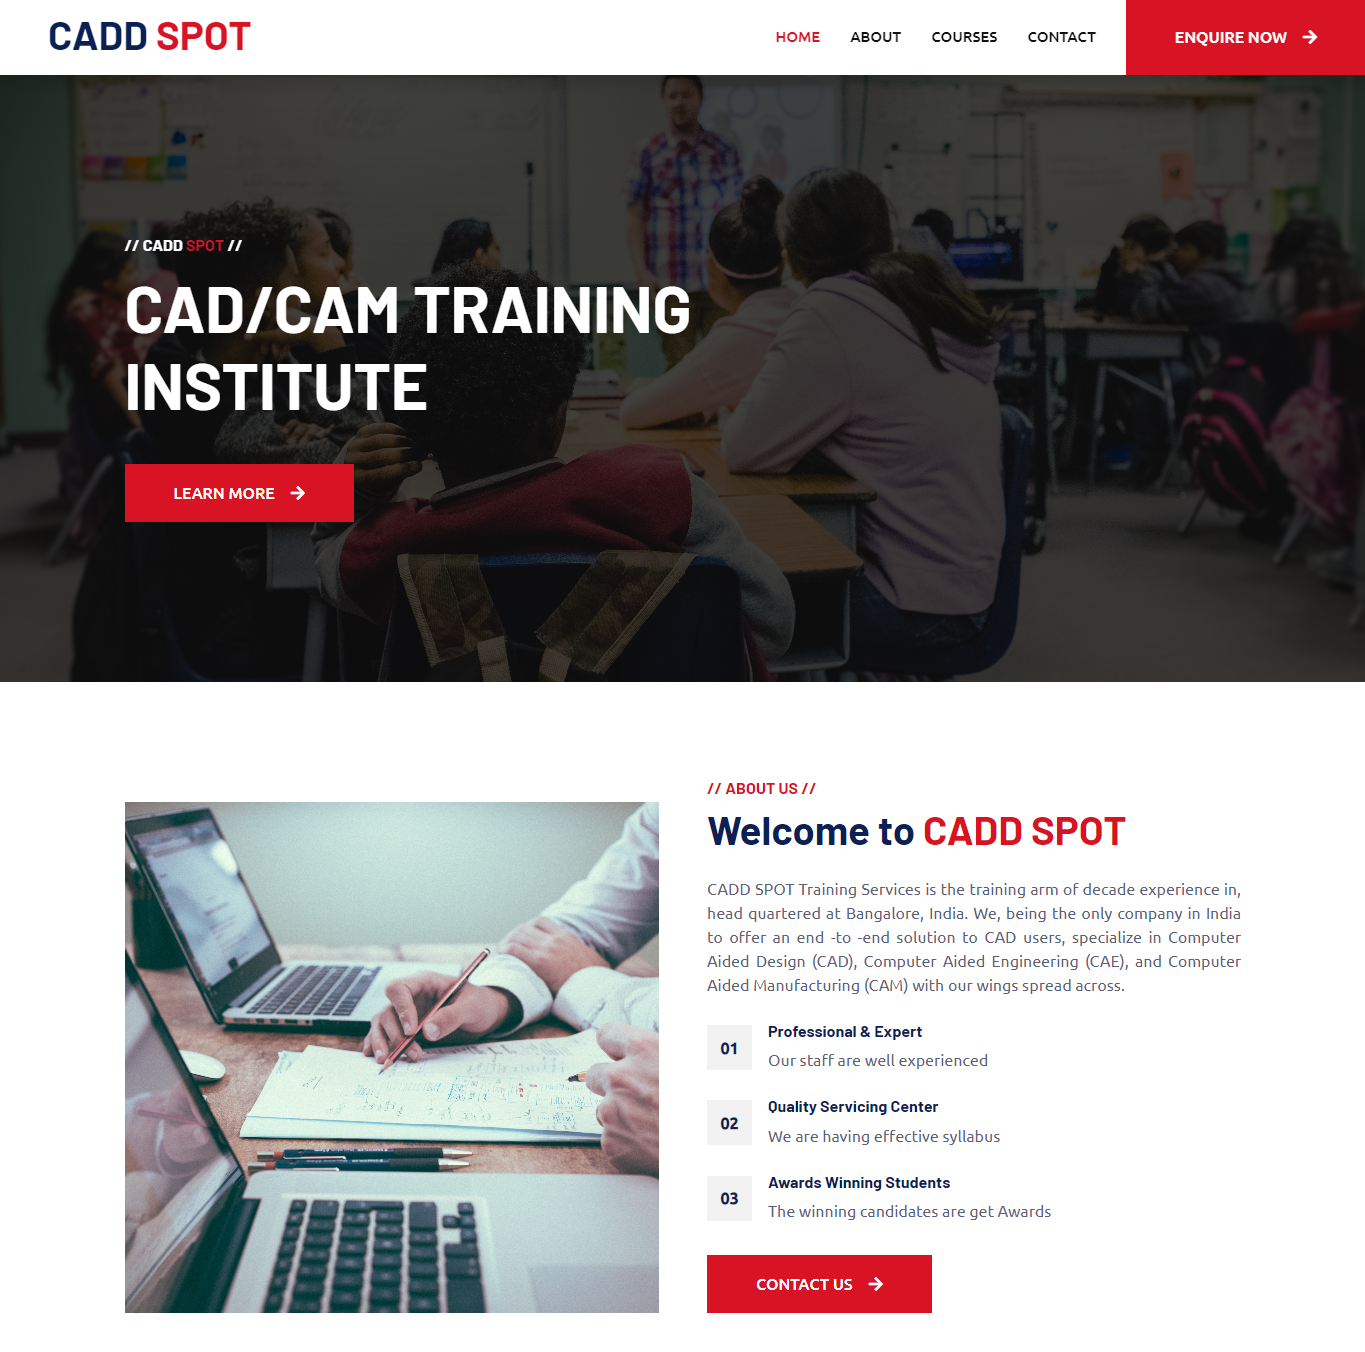 CADD SPOT
HOME ABOUT COURSES CONTACT ENQUIRE NOW
// CADD SPOT //
CAD/CAM TRAINING
INSTITUTE
LEARN MORE
// ABOUT US //
Welcome to CADD SPOT
CADD SPOT Training Services is the training arm of decade experience in,
head quartered at Bangalore, India. We, being the only company in India
to offer an end -to -end solution to CAD users, specialize in Computer
Aided Design (CAD), Computer Aided Engineering (CAE), and Computer
Aided Manufacturing (CAM) with our wings spread across.
01
Professional & Expert
Our staff are well experienced
02
Quality Servicing Center
We are having effective syllabus
03
Awards Winning Students
The winning candidates are get Awards
CONTACT US